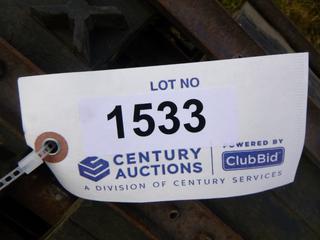 LOT NO
1533
CENTURY
AUCTIONS
POWERED BY
ClubBid
A DIVISION OF CENTURY SERVICES